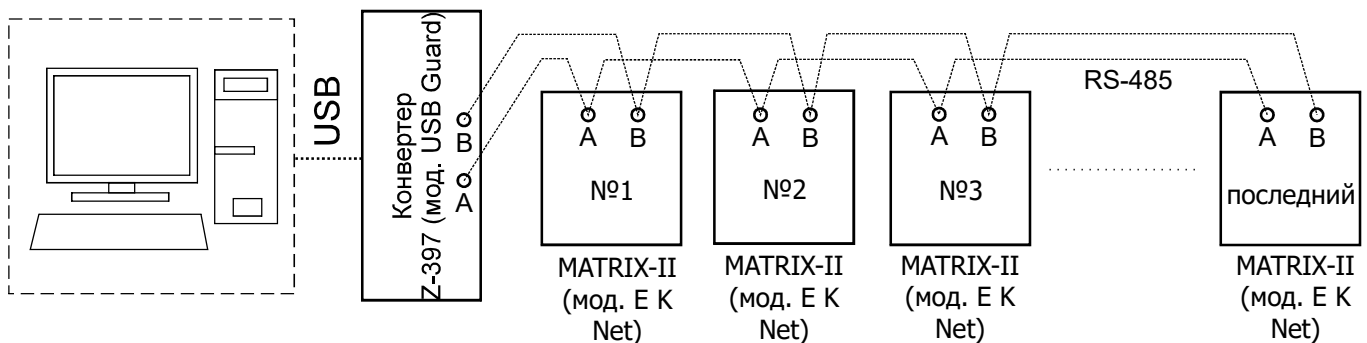 USB
Конвертер
Z-397 (мод. USB Guard)
B
A
RS-485
A B
№1
MATRIX-II
(мод. E K
Net)
A B
№2
MATRIX-II
(мод. E K
Net)
A B
№3
MATRIX-II
(мод. E K
Net)
A B
последний
MATRIX-II
(мод. E K
Net)